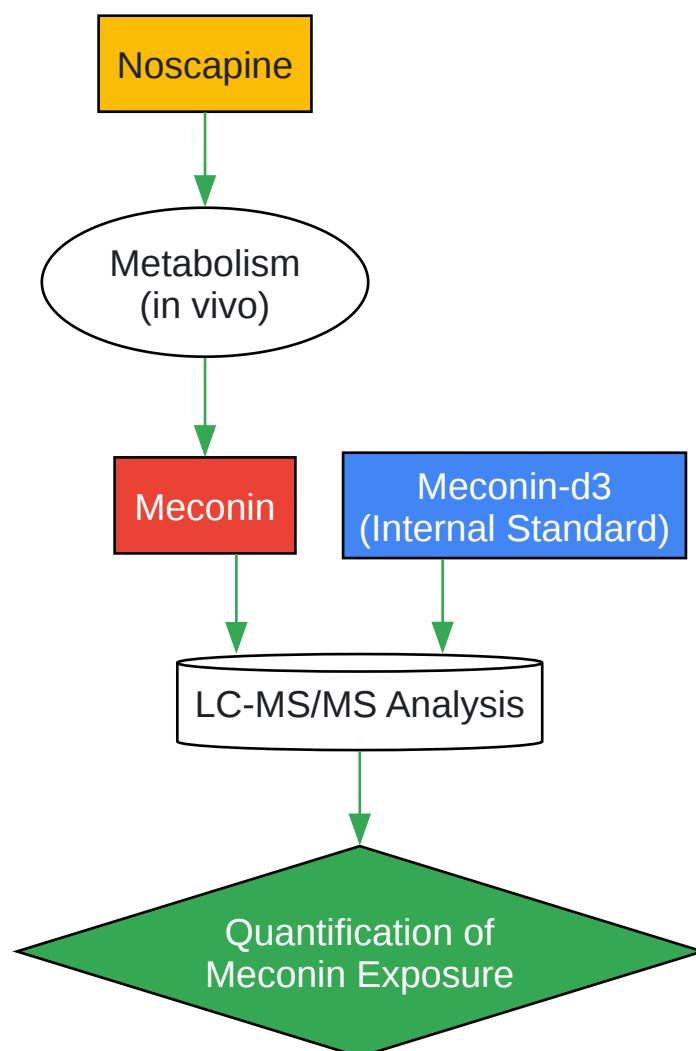 Noscapine
Metabolism
(in vivo)
Meconin
Meconin-d3
(Internal Standard)
LC-MS/MS Analysis
Quantification of
Meconin Exposure